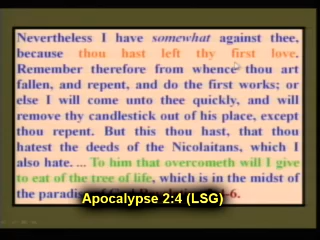 Nevertheless I have somewhat against thee,
because thou hast left thy first love.
Remember therefore from whence thou art
fallen, and repent, and do the first works; or
else I will come unto thee quickly, and will
remove thy candlestick out of his place, except
thou repent. But this thou hast, that thou
hatest the deeds of the Nicolaitans, which I
also hate. ... To him that overcometh will I give
to eat of the tree of life, which is in the midst of
the paradise 6.
Apocalypse 2:4 (LSG)